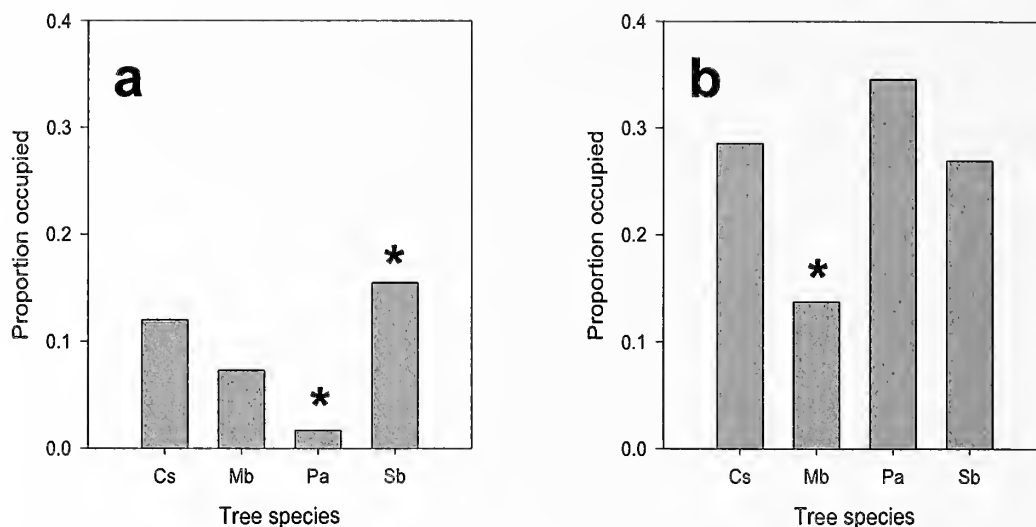 a
0.4
0.3
0.2
0.1
0.0
Proportion occupied
*
*
Cs Mb Pa Sb
Tree species
b
0.4
0.3
0.2
0.1
0.0
Proportion occupied
*
Cs Mb Pa Sb
Tree species